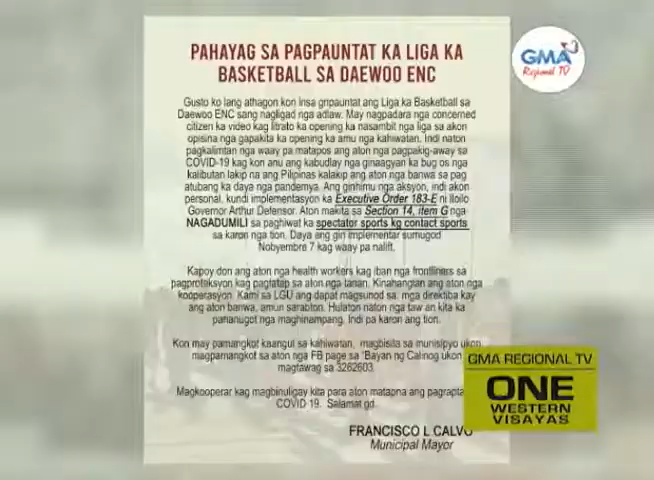 PAHAYAG SA PAGPAUNTAT KA LIGA KA
BASKETBALL SA DAEWOO ENC
Gusto ko lang athagon kon insa gripauntat ang Liga ka Basketball sa
Daewoo ENC sang nagligad nga adlaw. May nagpadara nga concerned
citizen ka video kag litrato ka opening ka nasambit nga liga sa akon
opisina nga gapakita ka opening ka amu nga kahiwatan. Indi naton
pagkalimtan nga waay pa matapos ang aton nga pagpakig-away sa
COVID-19 kag kon anu ang kabudlay nga ginaagyan ka bug os nga
kalibutan lakip na ang Pilipinas kalakip ang aton nga banwa sa pag
atubang ka daya nga pandemya. Ang ginhimu nga aksyon, indi akon
personal, kundi implementasyon ka Executive Order 183-E ni Iloilo
Governor Arthur Defensor. Aton makita sa Section 14, item G nga
NAGADUMILI sa paghiwat ka spectator sports kg contact sports
sa karon nga tion. Daya ang gin implementar sumugod
Nobyembre 7 kag waay pa nalift.
Kapoy don ang aton nga health workers kag iban nga frontliners sa
pagproteksyon kag pagtatap sa aton nga tanan. Kinahangian ang aton nga
kooperasyon. Kami sa LGU ang dapat magsunod sa mga direktiba kay
ang aton banwa, amun sarabton. Hulaton naton nga taw an kita ka
pahanugot nga maghinampang. Indi pa karon ang tion.
Kon may pamangkot kaangut sa kahiwatan, magbisita sa munisipyo ukon
magpamangkot sa aton nga FB page sa 'Bayan ng Calinog ukon
magtawag sa 3262603.
Magkooperar kag magbinuligay kita para aton matapna ang pagrapta
COVID 19. Salamat gd.
FRANCISCO L CALVO
Municipal Mayor
GMA
Regional TV
GMA REGIONAL TV
ONE
WESTERN
VISAYAS